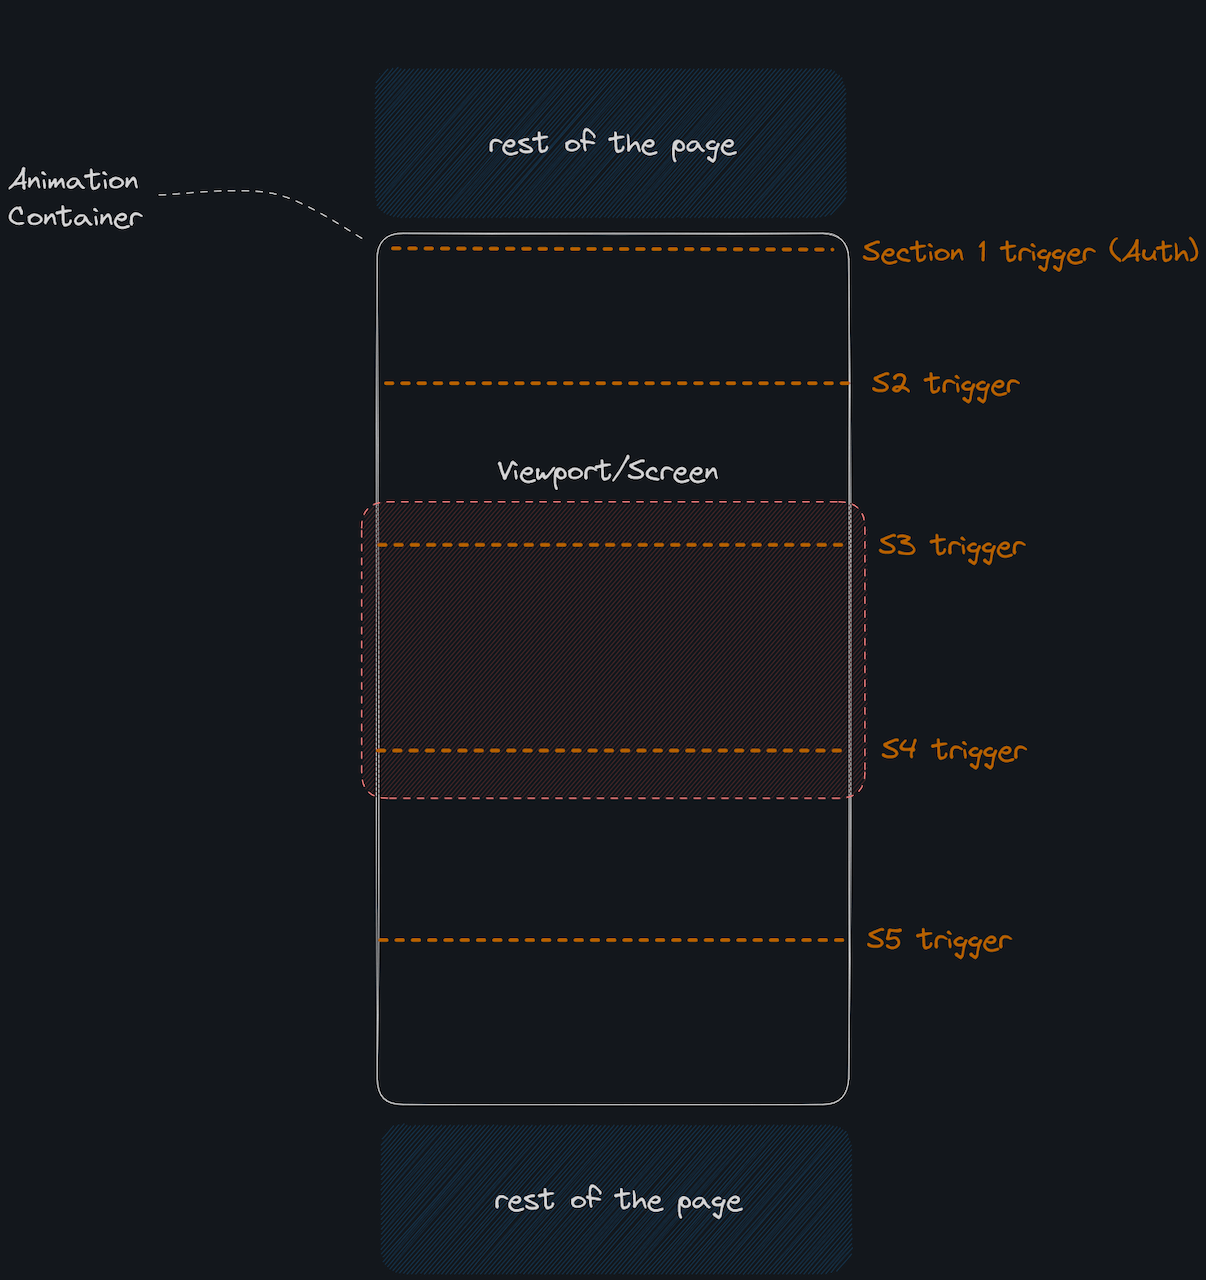 rest of the page
Animation
Container
Section 1 trigger (Auth)
S2 trigger
Viewport/Screen
S3 trigger
S4 trigger
S5 trigger
rest of the page